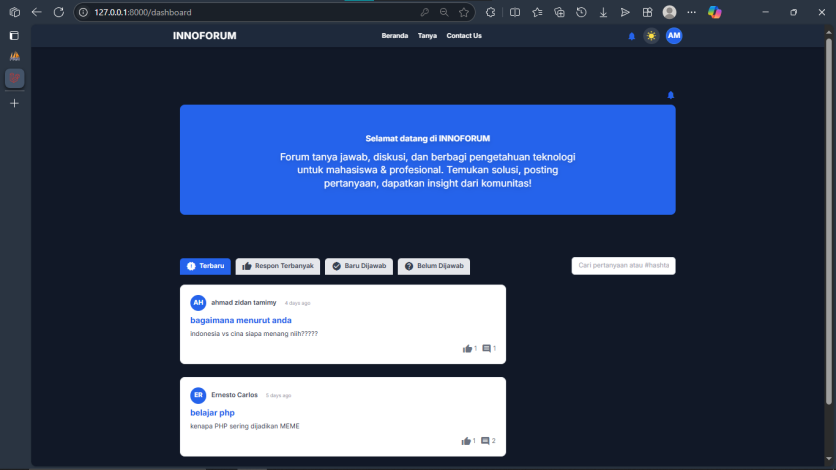 127.0.0.1:8000/dashboard
INNOFORUM
Beranda Tanya Contact Us
AM
Selamat datang di INNOFORUM
Forum tanya jawab, diskusi, dan berbagi pengetahuan teknologi
untuk mahasiswa & profesional. Temukan solusi, posting
pertanyaan, dapatkan insight dari komunitas!
Terbaru Respon Terbanyak Baru Dijawab Belum Dijawab Cari pertanyaan atau #hashta
AH ahmad zidan tamimy 4 days ago
bagaimana menurut anda
indonesia vs cina siapa menang niih?????
1 1
ER Ernesto Carlos 5 days ago
belajar php
kenapa PHP sering dijadikan MEME
1 2